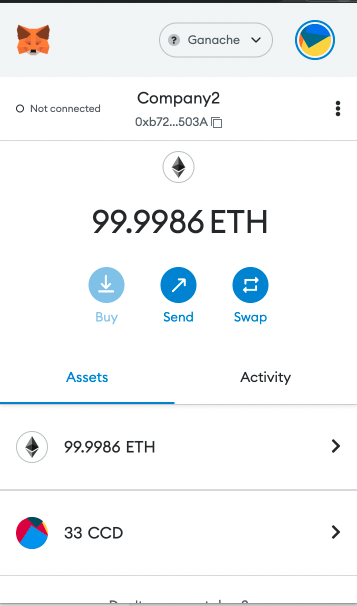 Ganache
Not connected
Company2
0xb72...503A
99.9986 ETH
Buy
Send
Swap
Assets
Activity
99.9986 ETH
33 CCD